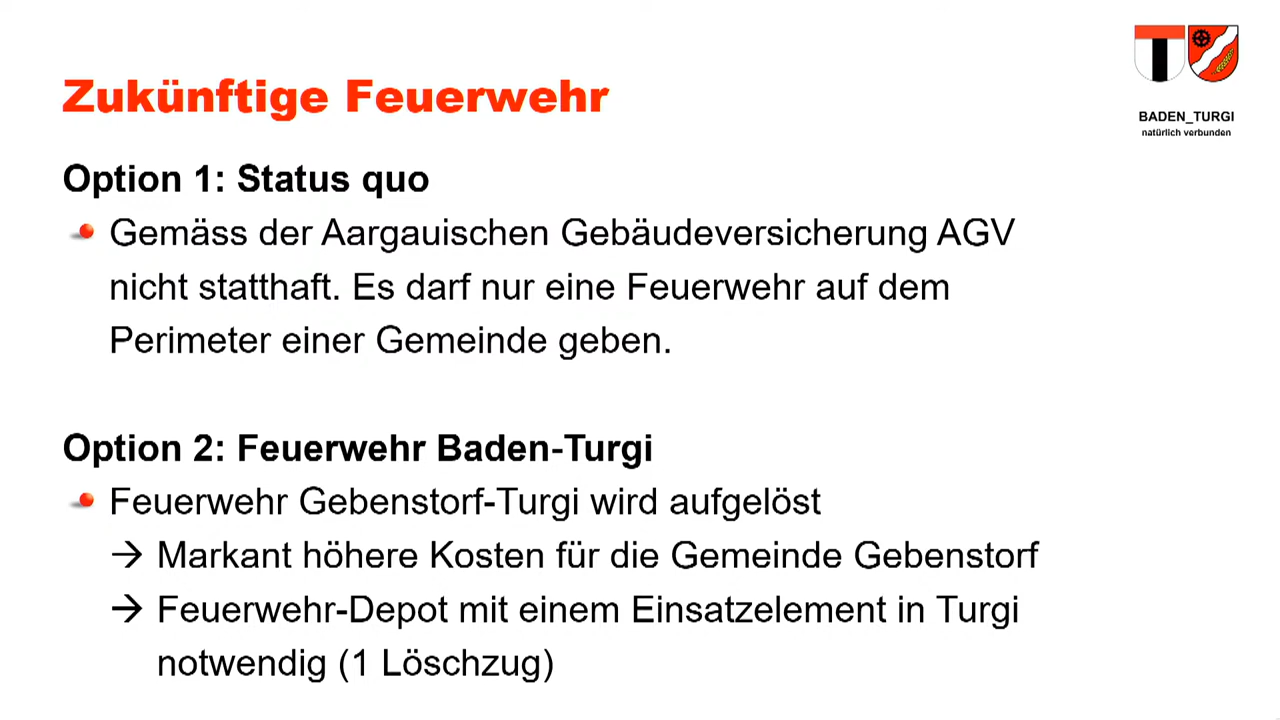 Zukünftige Feuerwehr
BADEN_TURGI
natürlich verbunden
Option 1: Status quo
Gemäss der Aargauischen Gebäudeversicherung AGV
nicht statthaft. Es darf nur eine Feuerwehr auf dem
Perimeter einer Gemeinde geben.
Option 2: Feuerwehr Baden-Turgi
Feuerwehr Gebenstorf-Turgi wird aufgelöst
→ Markant höhere Kosten für die Gemeinde Gebenstorf
→ Feuerwehr-Depot mit einem Einsatzelement in Turgi
notwendig (1 Löschzug)